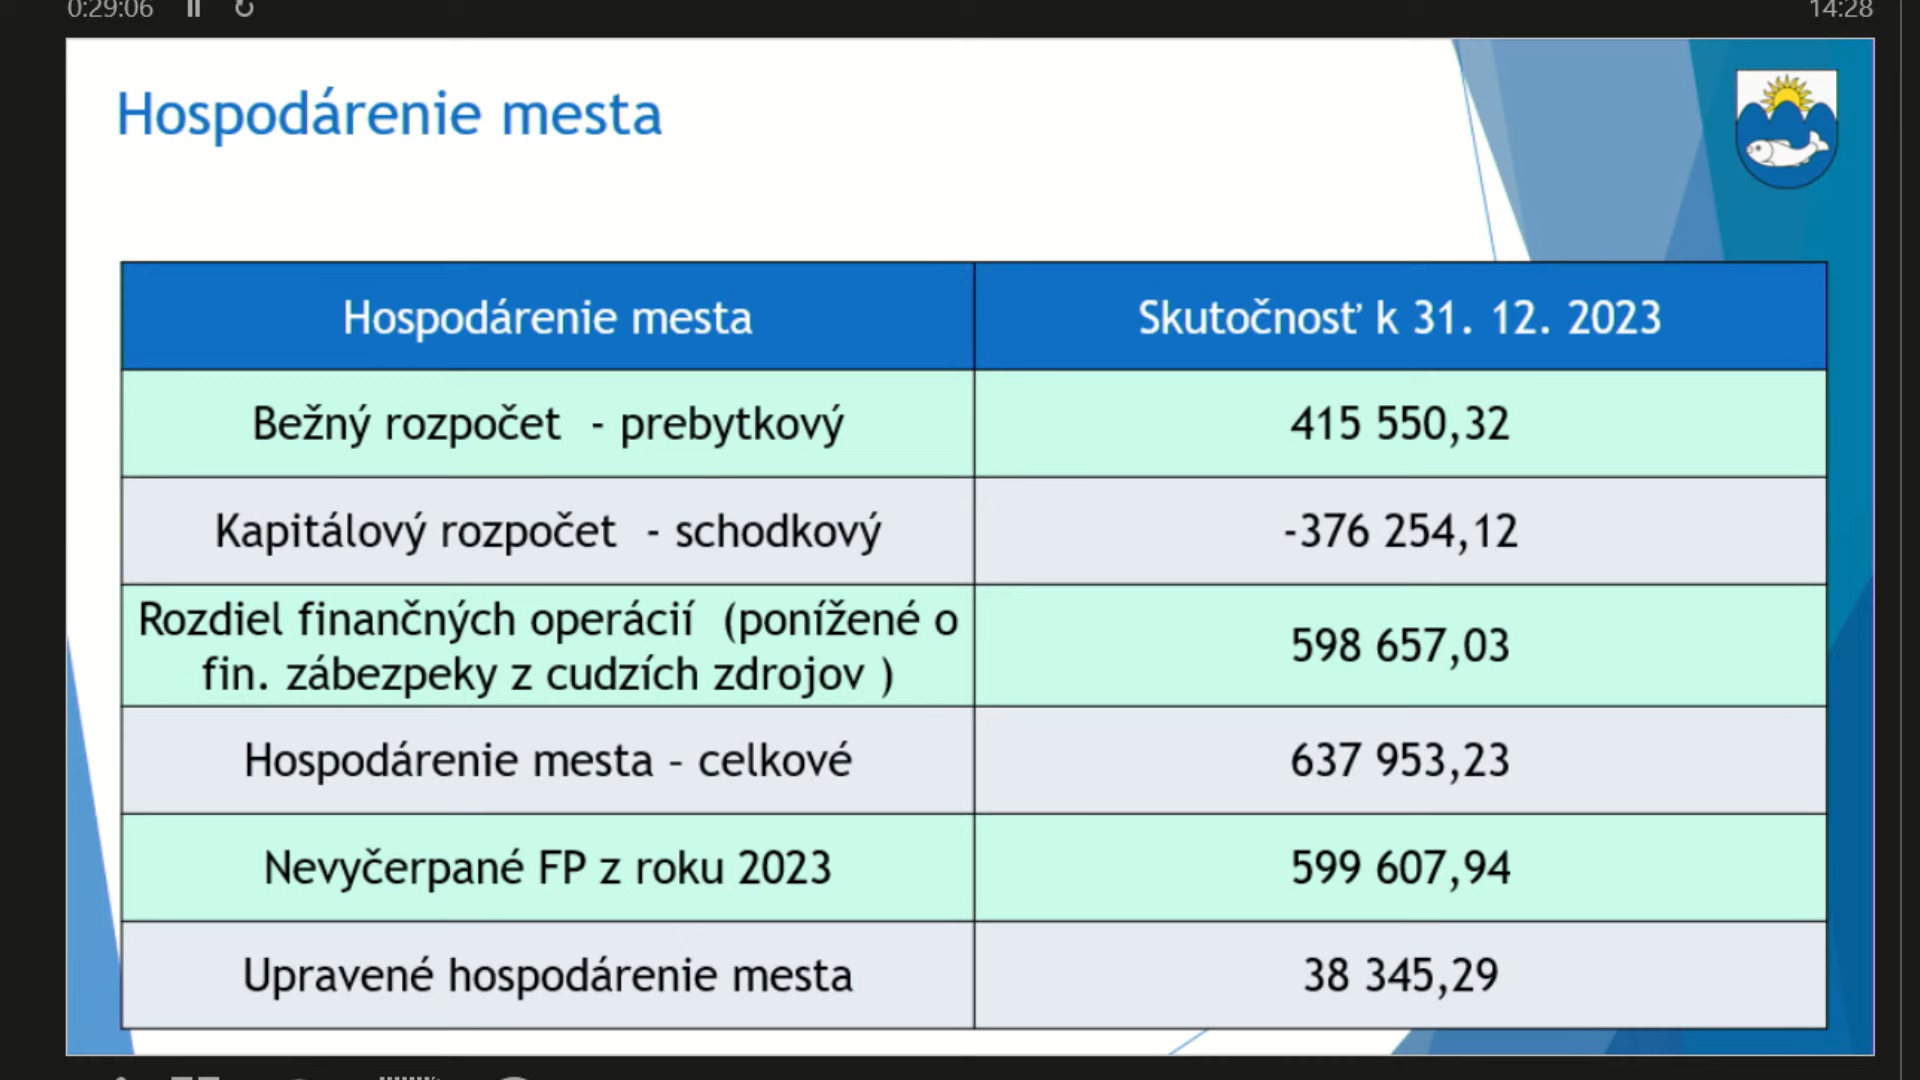 0:29:06
14:28
Hospodárenie mesta
Hospodárenie mesta
Skutočnosť k 31. 12. 2023
Bežný rozpočet  - prebytkový
415 550,32
Kapitálový rozpočet  - schodkový
-376 254,12
Rozdiel finančných operácií  (ponížené o
fin. zábezpeky z cudzích zdrojov )
598 657,03
Hospodárenie mesta – celkové
637 953,23
Nevyčerpané FP z roku 2023
599 607,94
Upravené hospodárenie mesta
38 345,29